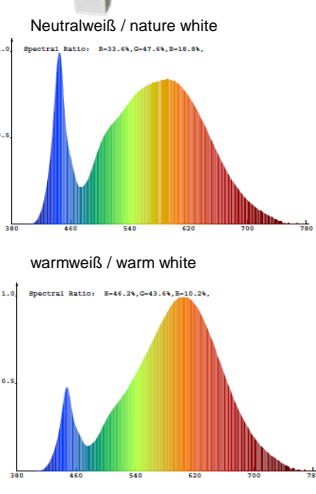 Neutralweiß / nature white
1.0
Spectral Ratio: R=33.6%,G=47.6%,B=18.8%,
0.5
380 460 540 620 700 780
warmweiß / warm white
1.0
Spectral Ratio: R=46.2%,G=43.6%,B=10.2%,
0.5
380 460 540 620 700 78